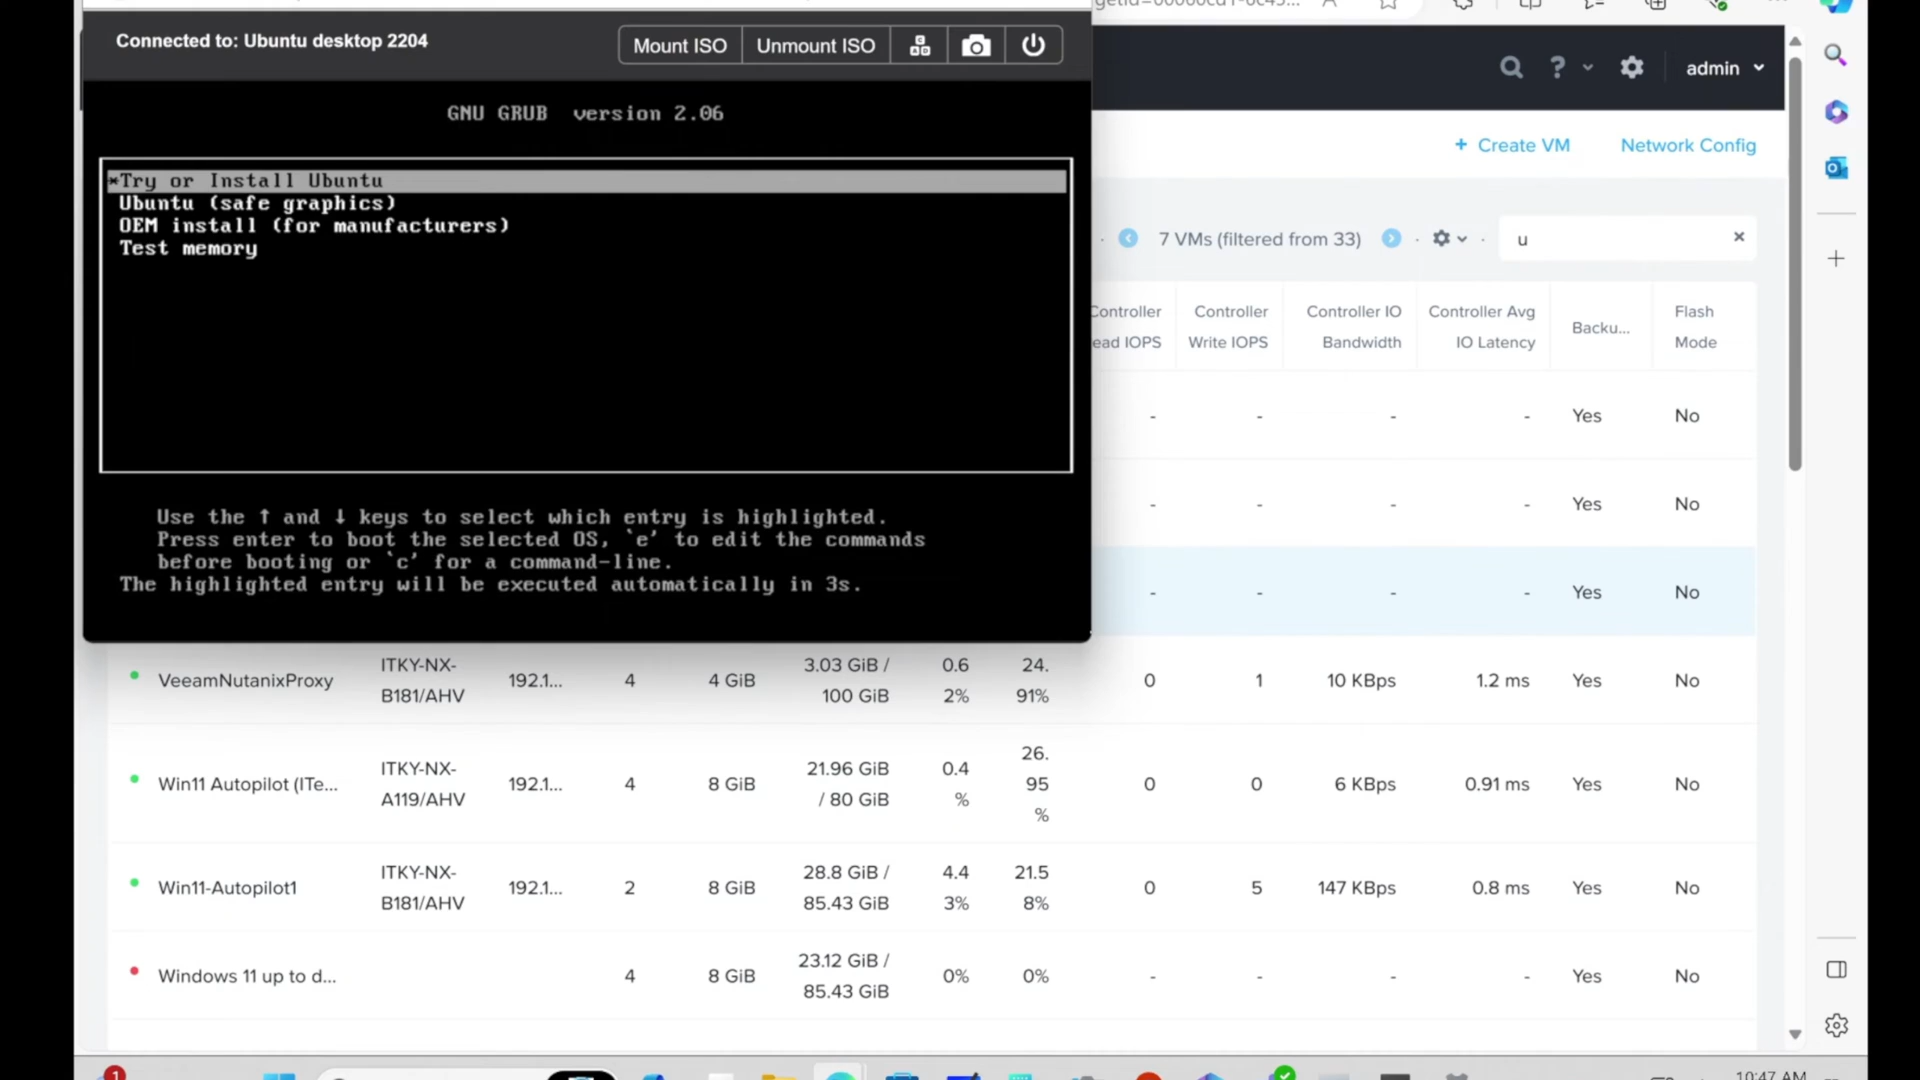 Connected to: Ubuntu desktop 2204
Mount ISO
Unmount ISO
GNU GRUB version 2.06
*Try or Install Ubuntu
Ubuntu (safe graphics)
OEM install (for manufacturers)
Test memory
Use the ↑ and ↓ keys to select which entry is highlighted.
Press enter to boot the selected OS, `e' to edit the commands
before booting or `c' for a command-line.
The highlighted entry will be executed automatically in 3s.
?
admin
+ Create VM
Network Config
7 VMs (filtered from 33)
u
Controller Write IOPS
Controller IO Bandwidth
Controller Avg IO Latency
Backu...
Flash Mode
- - - - Yes No
- - - - Yes No
- - - - Yes No
VeeamNutanixProxy ITKY-NX-B181/AHV 192.1... 4 4 GiB 3.03 GiB / 100 GiB 0.62% 24.91% 0 1 10 KBps 1.2 ms Yes No
Win11 Autopilot (ITe... ITKY-NX-A119/AHV 192.1... 4 8 GiB 21.96 GiB / 80 GiB 0.4% 26.95% 0 0 6 KBps 0.91 ms Yes No
Win11-Autopilot1 ITKY-NX-B181/AHV 192.1... 2 8 GiB 28.8 GiB / 85.43 GiB 4.43% 21.58% 0 5 147 KBps 0.8 ms Yes No
Windows 11 up to d... 4 8 GiB 23.12 GiB / 85.43 GiB 0% 0% - - - - Yes No
1
10:47 AM